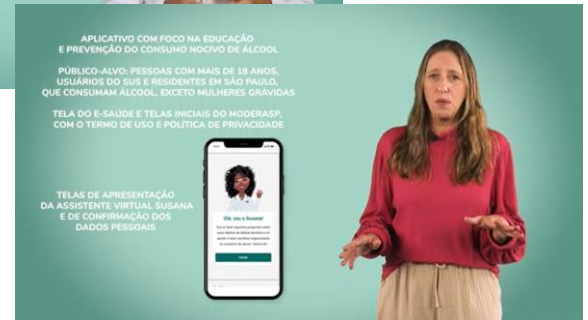 APLICATIVO COM FOCO NA EDUCAÇÃO
E PREVENÇÃO DO CONSUMO NOCIVO DE ÁLCOOL
PÚBLICO-ALVO: PESSOAS COM MAIS DE 18 ANOS,
USUÁRIOS DO SUS E RESIDENTES EM SÃO PAULO,
QUE CONSUMAM ÁLCOOL, EXCETO MULHERES GRÁVIDAS
TELA DO E-SAÚDE E TELAS INICIAIS DO MODERASP,
COM O TERMO DE USO E POLÍTICA DE PRIVACIDADE
TELAS DE APRESENTAÇÃO
DA ASSISTENTE VIRTUAL SUSANA
E DE CONFIRMAÇÃO DOS
DADOS PESSOAIS
Olá, sou a Susana!